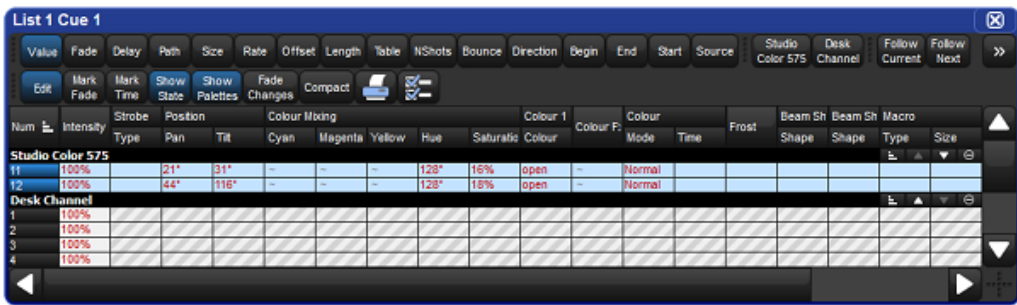 List 1 Cue 1
Value Fade Delay Path Size Rate Offset Length Table NShots Bounce Direction Begin End Start Source Studio Color 575 Desk Channel Follow Current Follow Next »
Edit Mark Fade Mark Time Show State Show Palettes Fade Changes Compact
Num Intensity Strobe Position Colour Mixing Colour 1 Colour F: Colour Frost Beam Sh Beam Sh Macro
Type Pan Tilt Cyan Magenta Yellow Hue Saturatio Colour Mode Time Shape Shape Type Size
Studio Color 575
11 100% 21° 31° ~ ~ ~ 128° 16% open ~ Normal
12 100% 44° 116° ~ ~ ~ 128° 18% open ~ Normal
Desk Channel
1 100%
2 100%
3 100%
4 100%